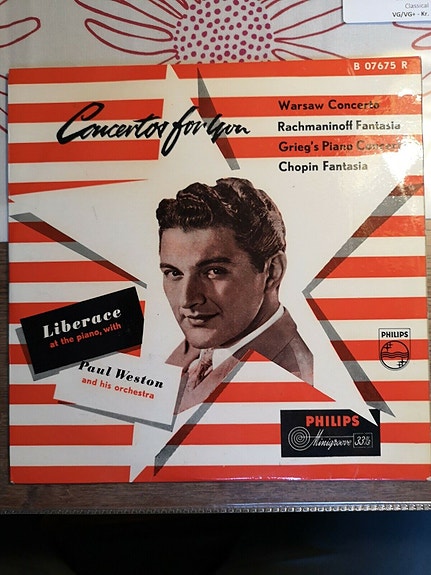 Classical
VG/VG+ - Kr.
B 07675 R
Concertos for You
Warsaw Concerto
Rachmaninoff Fantasia
Grieg's Piano Concerto
Chopin Fantasia
Liberace
at the piano, with
Paul Weston
and his orchestra
PHILIPS
PHILIPS
Minigroove 33⅓